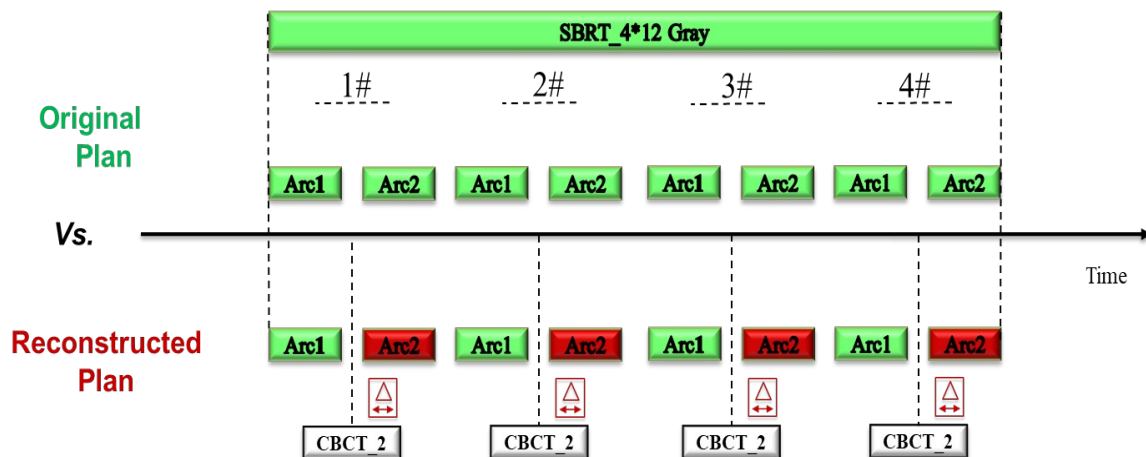 SBRT_4*12 Gray
1# 2# 3# 4#
Original
Plan
Arc1 Arc2 Arc1 Arc2 Arc1 Arc2 Arc1 Arc2
Vs.
Time
Reconstructed
Plan
Arc1 Arc2 Arc1 Arc2 Arc1 Arc2 Arc1 Arc2
Δ Δ Δ Δ
CBCT_2 CBCT_2 CBCT_2 CBCT_2